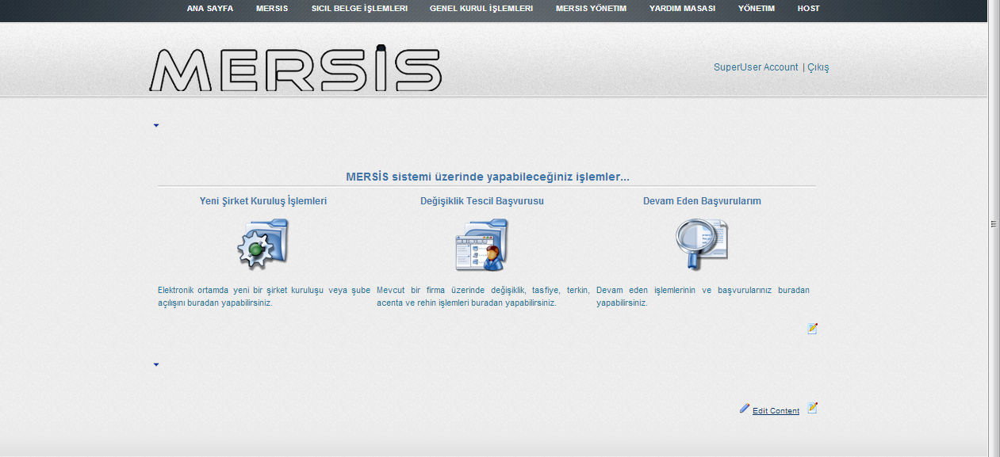 ANA SAYFA MERSIS SICIL BELGE İŞLEMLERİ GENEL KURUL İŞLEMLERİ MERSIS YÖNETIM YARDIM MASASI YÖNETIM HOST
MERSİS
SuperUser Account | Çıkış
MERSİS sistemi üzerinde yapabileceğiniz işlemler...
Yeni Şirket Kuruluş İşlemleri
Elektronik ortamda yeni bir şirket kuruluşu veya şube
açılışını buradan yapabilirsiniz.
Değişiklik Tescil Başvurusu
Mevcut bir firma üzerinde değişiklik, tasfiye, terkin,
acenta ve rehin işlemleri buradan yapabilirsiniz.
Devam Eden Başvurularım
Devam eden işlemlerinin ve başvurularınız buradan
yapabilirsiniz.
Edit Content